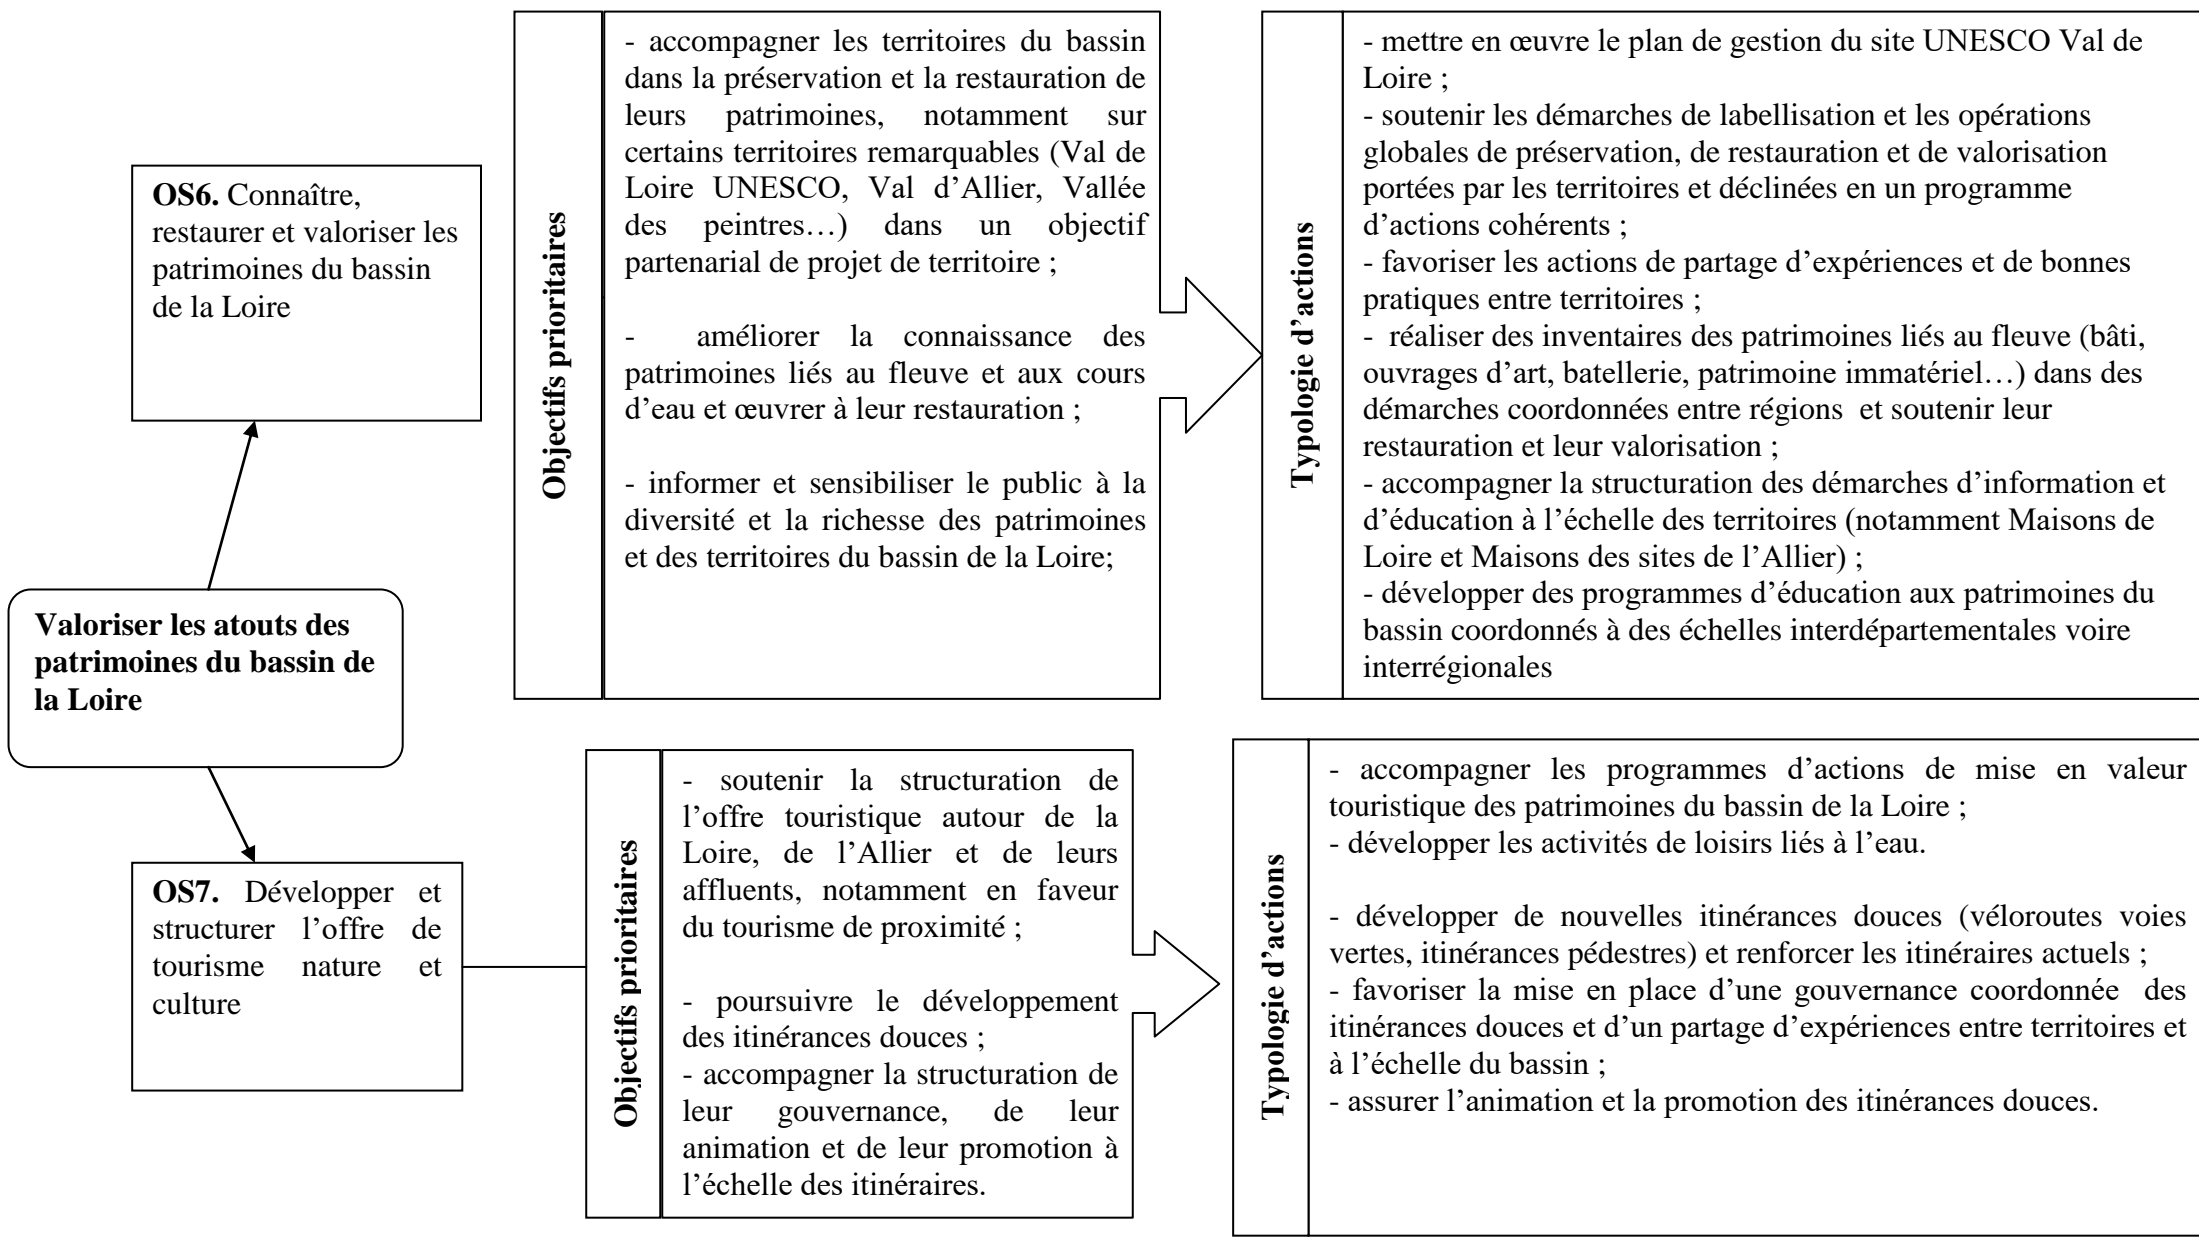 Valoriser les atouts des
patrimoines du bassin de
la Loire
OS6. Connaître,
restaurer et valoriser les
patrimoines du bassin
de la Loire
Objectifs prioritaires
- accompagner les territoires du bassin
dans la préservation et la restauration de
leurs patrimoines, notamment sur
certains territoires remarquables (Val de
Loire UNESCO, Val d’Allier, Vallée
des peintres…) dans un objectif
partenarial de projet de territoire ;
- améliorer la connaissance des
patrimoines liés au fleuve et aux cours
d’eau et œuvrer à leur restauration ;
- informer et sensibiliser le public à la
diversité et la richesse des patrimoines
et des territoires du bassin de la Loire;
Typologie d’actions
- mettre en œuvre le plan de gestion du site UNESCO Val de
Loire ;
- soutenir les démarches de labellisation et les opérations
globales de préservation, de restauration et de valorisation
portées par les territoires et déclinées en un programme
d’actions cohérents ;
- favoriser les actions de partage d’expériences et de bonnes
pratiques entre territoires ;
- réaliser des inventaires des patrimoines liés au fleuve (bâti,
ouvrages d’art, batellerie, patrimoine immatériel…) dans des
démarches coordonnées entre régions et soutenir leur
restauration et leur valorisation ;
- accompagner la structuration des démarches d’information et
d’éducation à l’échelle des territoires (notamment Maisons de
Loire et Maisons des sites de l’Allier) ;
- développer des programmes d’éducation aux patrimoines du
bassin coordonnés à des échelles interdépartementales voire
interrégionales
OS7. Développer et
structurer l’offre de
tourisme nature et
culture
Objectifs prioritaires
- soutenir la structuration de
l’offre touristique autour de la
Loire, de l’Allier et de leurs
affluents, notamment en faveur
du tourisme de proximité ;
- poursuivre le développement
des itinérances douces ;
- accompagner la structuration de
leur gouvernance, de leur
animation et de leur promotion à
l’échelle des itinéraires.
Typologie d’actions
- accompagner les programmes d’actions de mise en valeur
touristique des patrimoines du bassin de la Loire ;
- développer les activités de loisirs liés à l’eau.
- développer de nouvelles itinérances douces (véloroutes voies
vertes, itinérances pédestres) et renforcer les itinéraires actuels ;
- favoriser la mise en place d’une gouvernance coordonnée des
itinérances douces et d’un partage d’expériences entre territoires et
à l’échelle du bassin ;
- assurer l’animation et la promotion des itinérances douces.